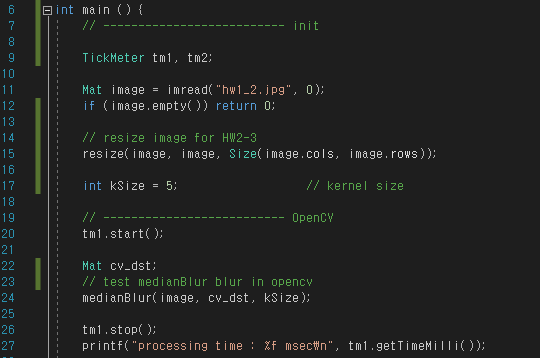 6 int main () {
7 // -------------------------- init
8
9 TickMeter tm1, tm2;
10
11 Mat image = imread("hw1_2.jpg", 0);
12 if (image.empty()) return 0;
13
14 // resize image for HW2-3
15 resize(image, image, Size(image.cols, image.rows));
16
17 int kSize = 5; // kernel size
18
19 // -------------------------- OpenCV
20 tm1.start();
21
22 Mat cv_dst;
23 // test medianBlur blur in opencv
24 medianBlur(image, cv_dst, kSize);
25
26 tm1.stop();
27 printf("processing time : %f msec₩n", tm1.getTimeMilli());